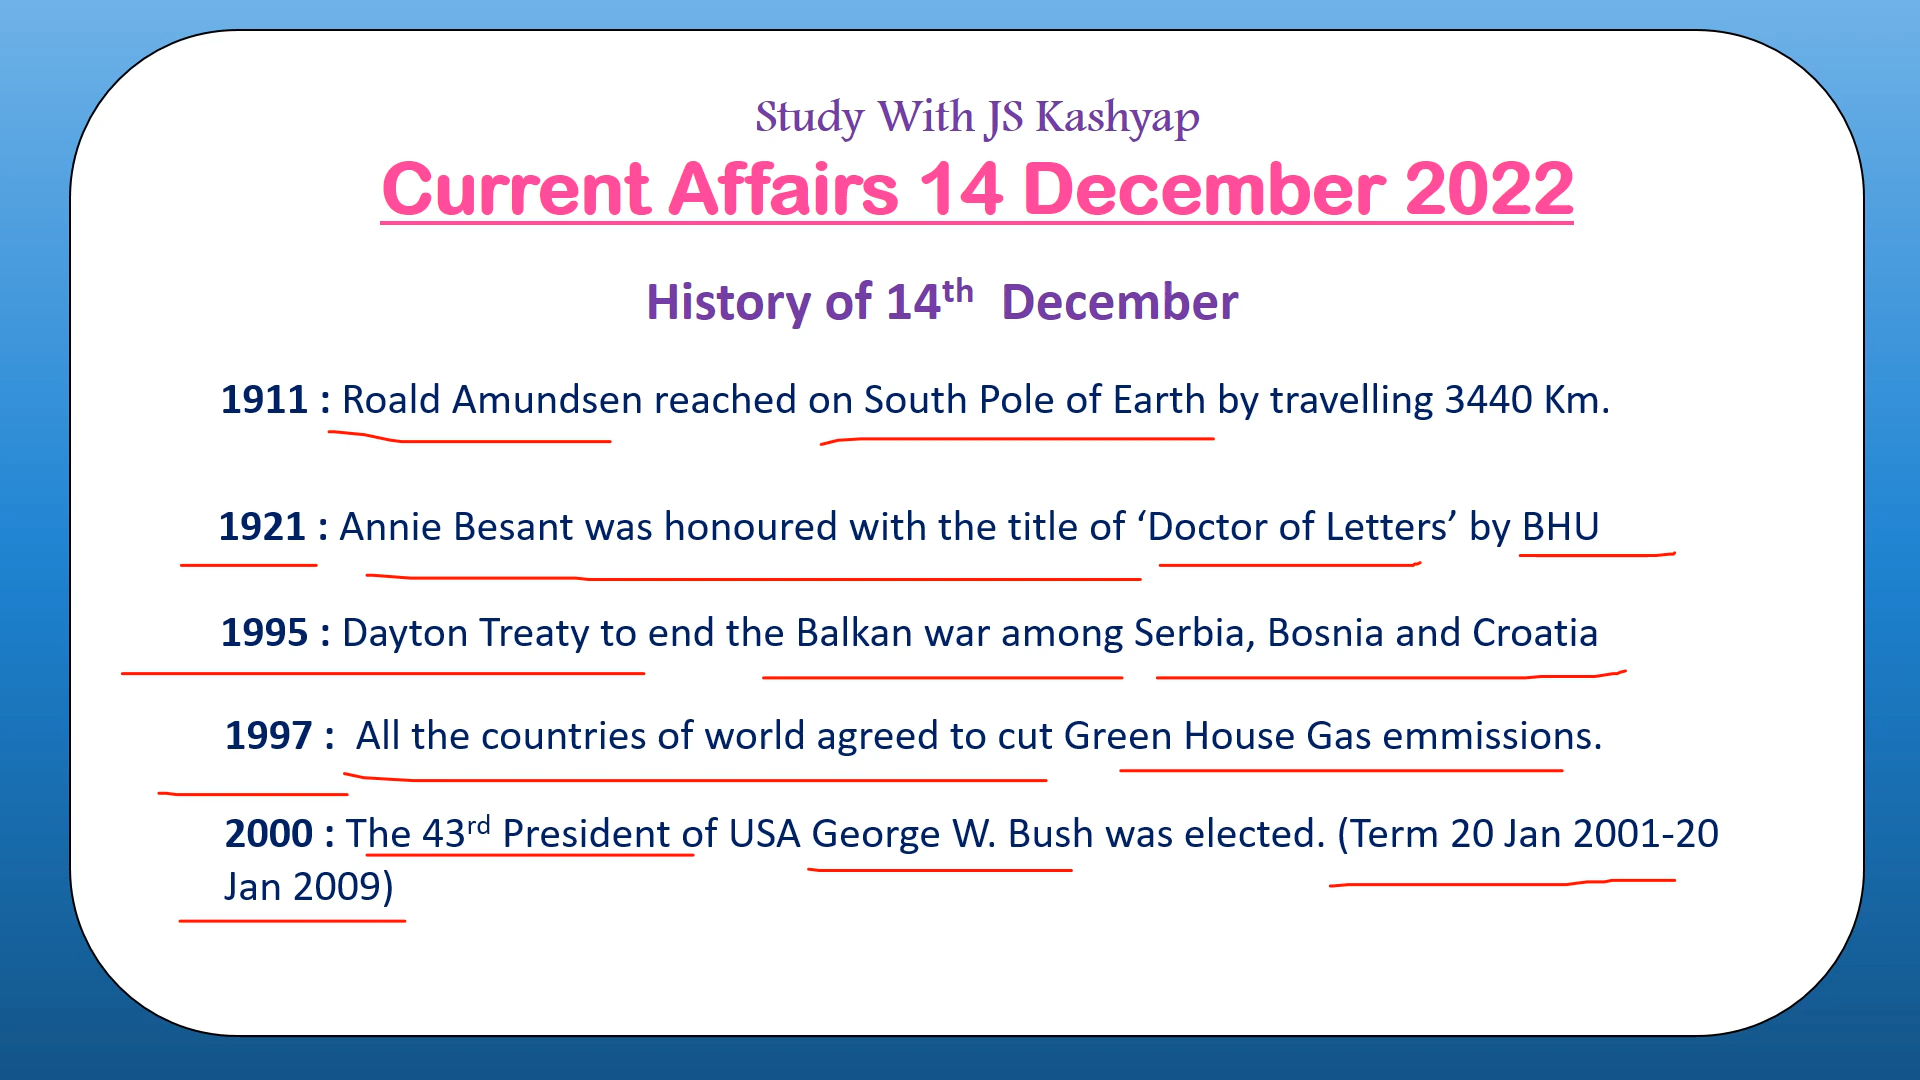 Study With JS Kashyap
Current Affairs 14 December 2022
History of 14th December
1911 : Roald Amundsen reached on South Pole of Earth by travelling 3440 Km.
1921 : Annie Besant was honoured with the title of ‘Doctor of Letters’ by BHU
1995 : Dayton Treaty to end the Balkan war among Serbia, Bosnia and Croatia
1997 : All the countries of world agreed to cut Green House Gas emmissions.
2000 : The 43rd President of USA George W. Bush was elected. (Term 20 Jan 2001-20
Jan 2009)